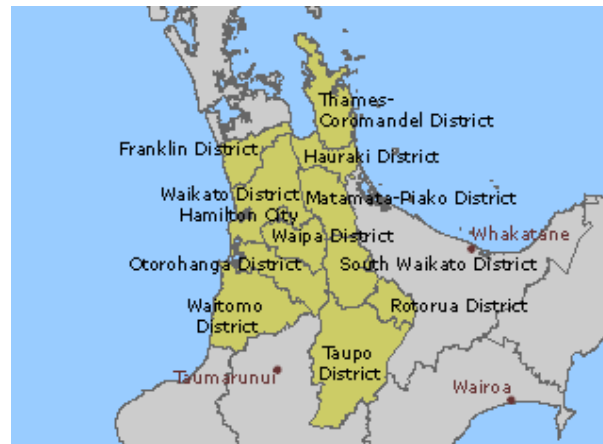 Thames-
Coromandel District
Franklin District
Hauraki District
Waikato District
Matamata-Piako District
Hamilton City
Waipa District
Whakatane
Otorohanga District
South Waikato District
Waitomo
District
Rotorua District
Taupo
District
Taumarunui
Wairoa